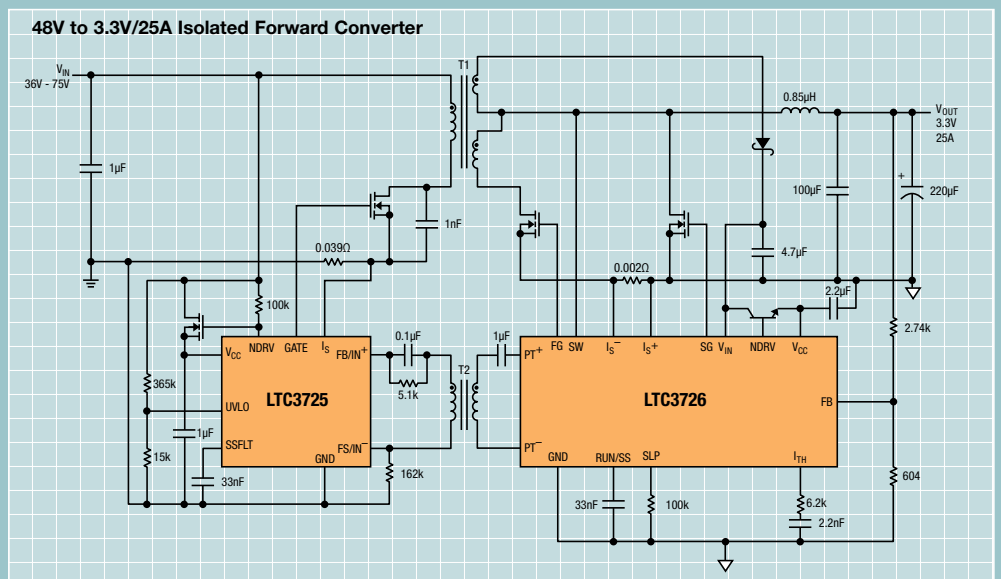 48V to 3.3V/25A Isolated Forward Converter
VIN
36V - 75V
T1
0.85µH
VOUT
3.3V
25A
1µF
100µF
+
220µF
1nF
4.7µF
0.039Ω
0.002Ω
2.2µF
100k
2.74k
NDRV
GATE
IS
VCC
FB/IN+
0.1µF
5.1k
T2
1µF
PT+
FG
SW
IS−
IS+
SG
VIN
NDRV
VCC
365k
UVLO
LTC3725
LTC3726
FB
1µF
15k
SSFLT
FS/IN−
GND
33nF
162k
PT−
GND
RUN/SS
SLP
ITH
33nF
100k
6.2k
2.2nF
604